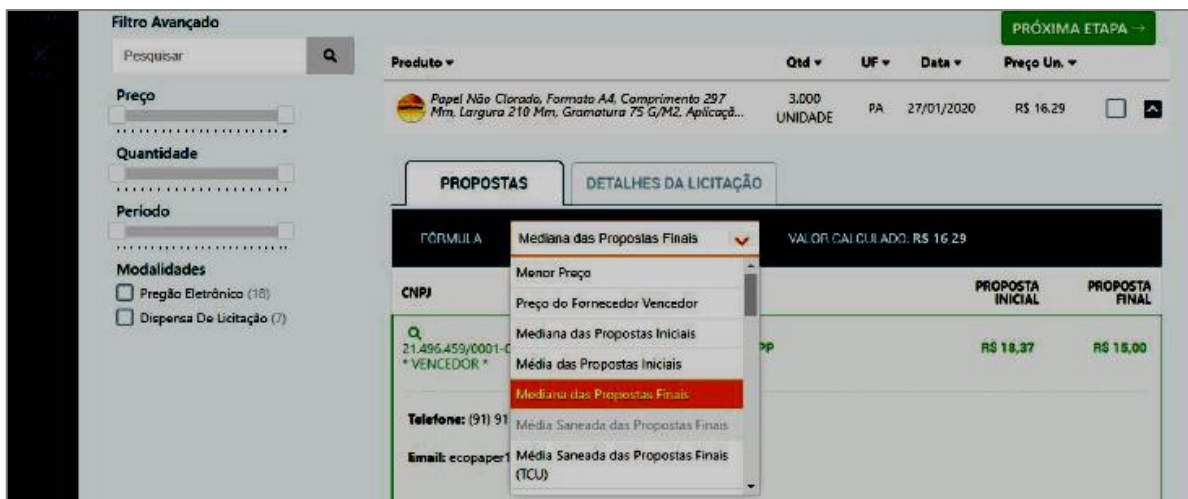 Filtro Avançado
PRÓXIMA ETAPA →
Pesquisar
Produto
Qtd
UF
Data
Preço Un.
Preço
Papel Não Clorado, Formato A4, Comprimento 297
Mm, Largura 210 Mm, Gramatura 75 G/M2, Aplicaçã...
3.000
UNIDADE
PA
27/01/2020
R$ 16,29
Quantidade
PROPOSTAS
DETALHES DA LICITAÇÃO
Período
FÓRMULA
Mediana das Propostas Finais
VALOR CALCULADO: R$ 16,29
Modalidades
Pregão Eletrônico (18)
Dispensa De Licitação (7)
Menor Preço
Preço do Fornecedor Vencedor
Mediana das Propostas Iniciais
Média das Propostas Iniciais
Mediana das Propostas Finais
Média Saneada das Propostas Finais
Média Saneada das Propostas Finais
(TCU)
CNPJ
PROPOSTA
INICIAL
PROPOSTA
FINAL
21.496.459/0001-
PP
* VENCEDOR *
R$ 18,37
R$ 15,00
Telefone: (91) 91
Email: ecopaper1